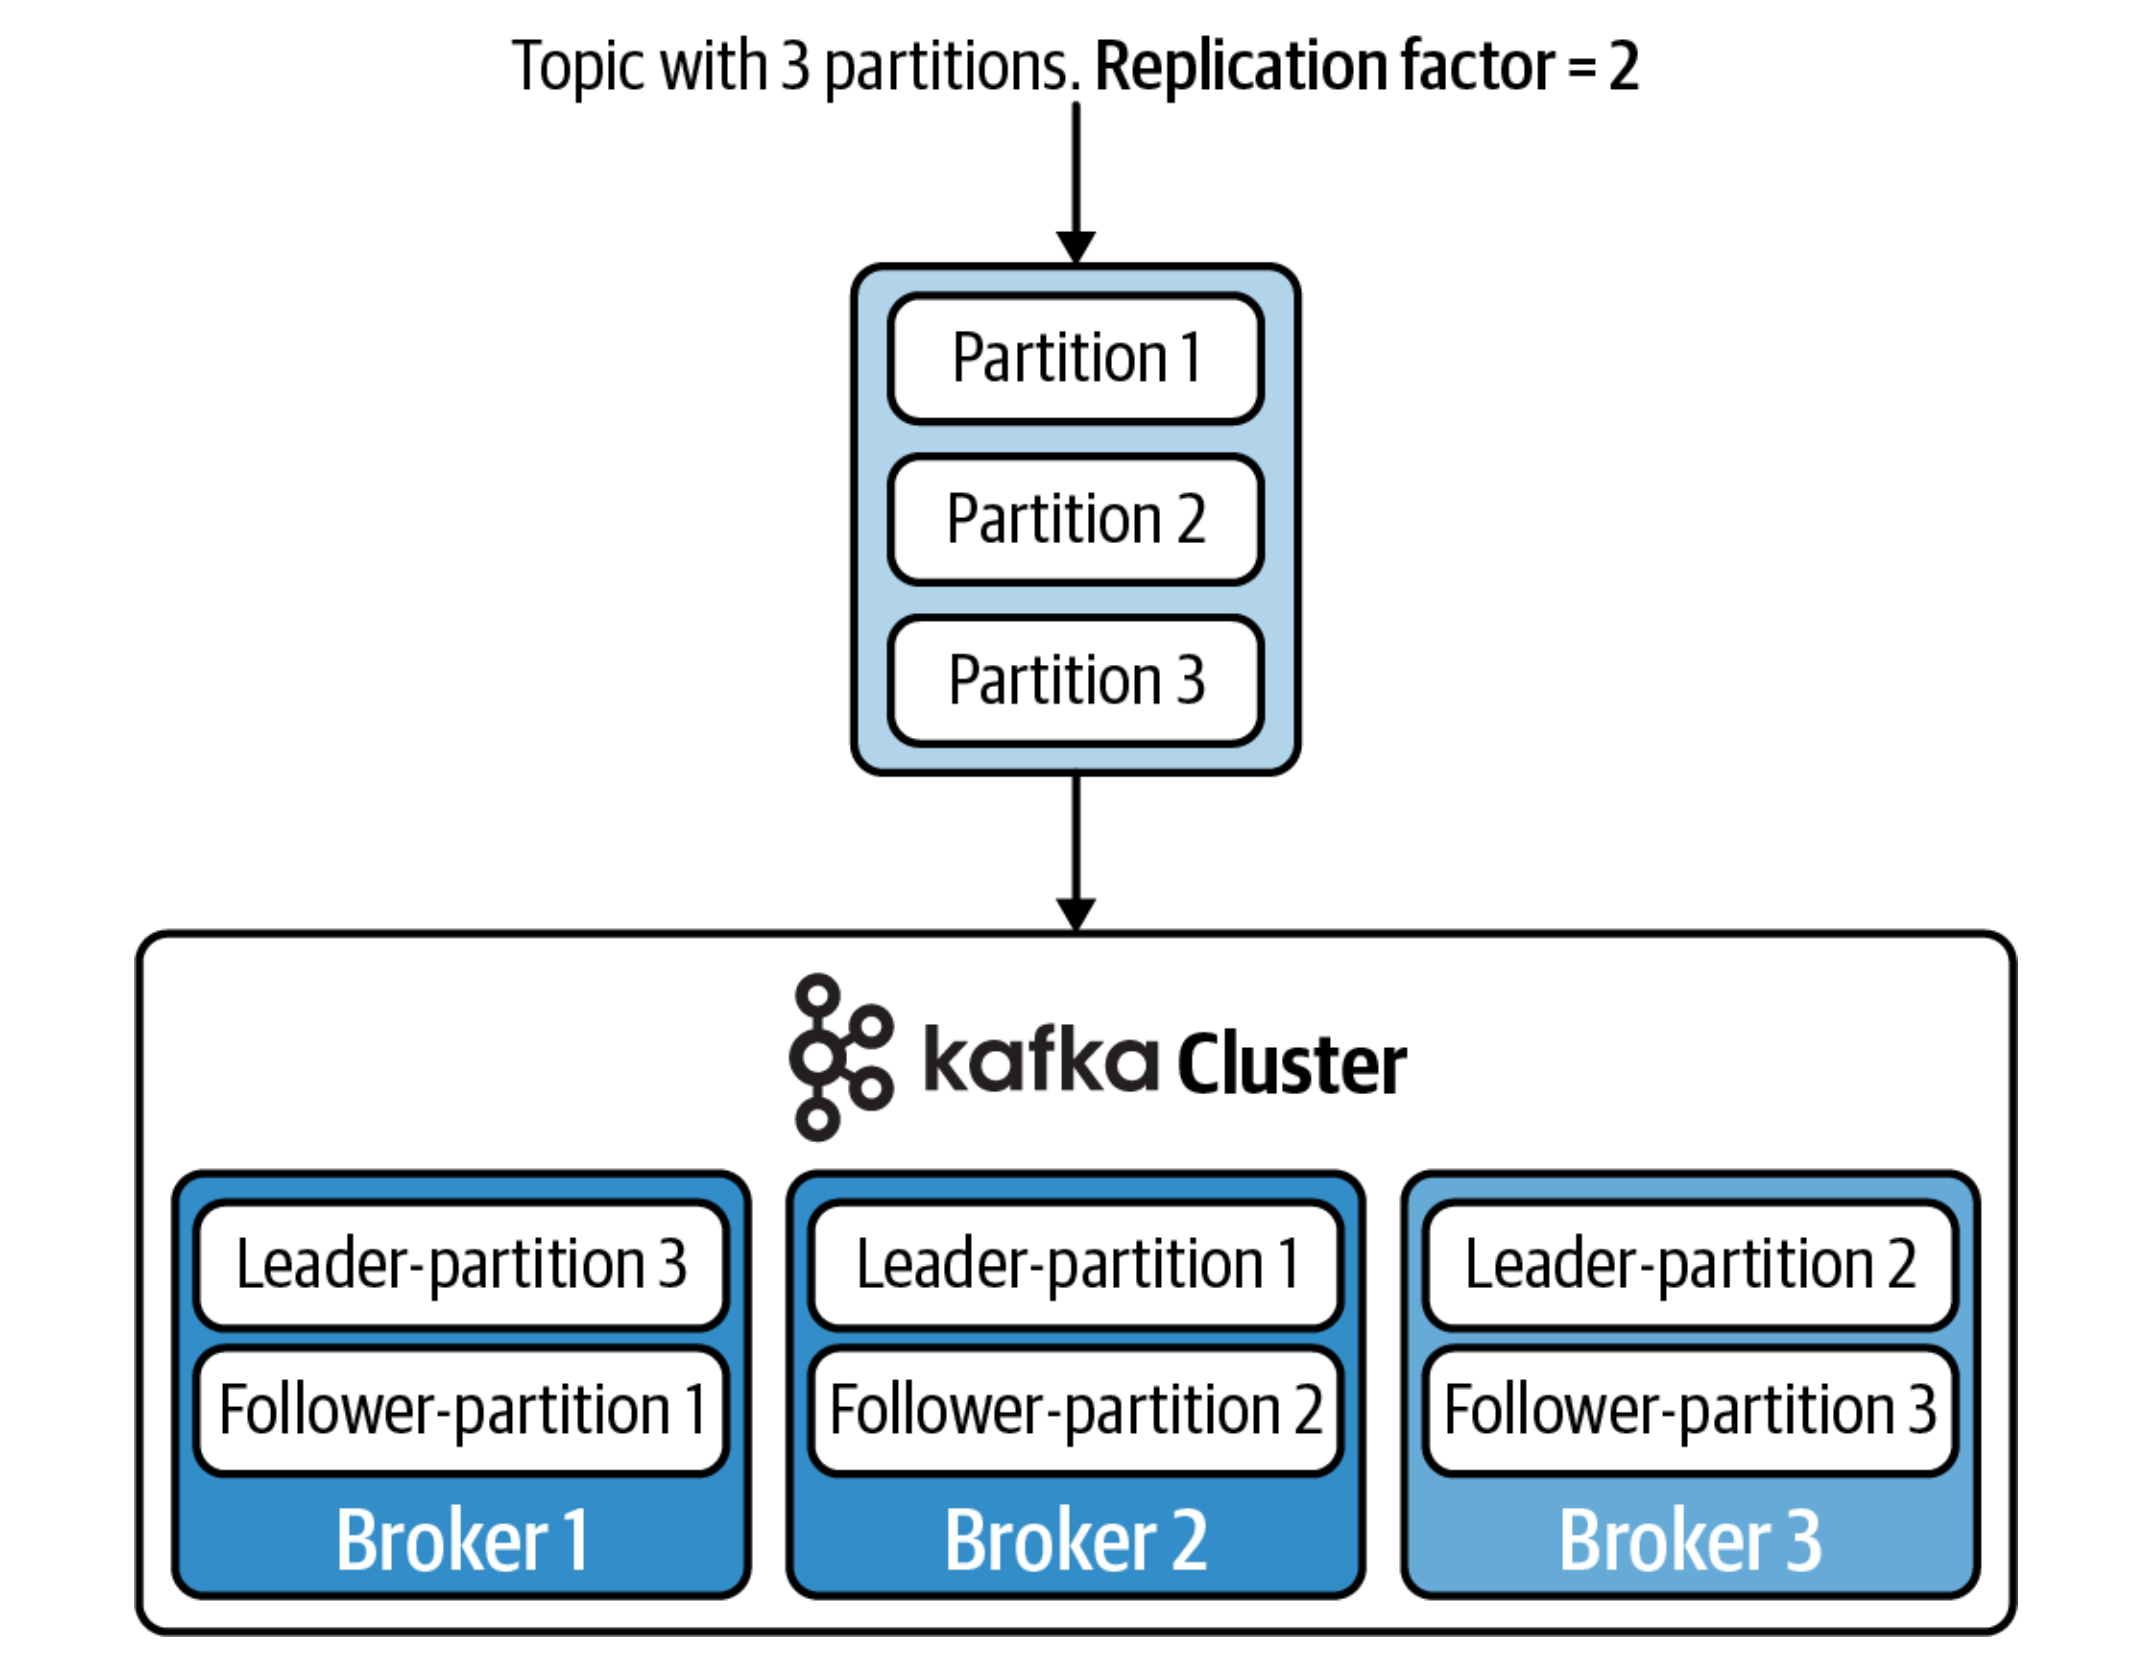 Topic with 3 partitions. Replication factor = 2
Partition 1
Partition 2
Partition 3
kafka Cluster
Leader-partition 3
Follower-partition 1
Broker 1
Leader-partition 1
Follower-partition 2
Broker 2
Leader-partition 2
Follower-partition 3
Broker 3